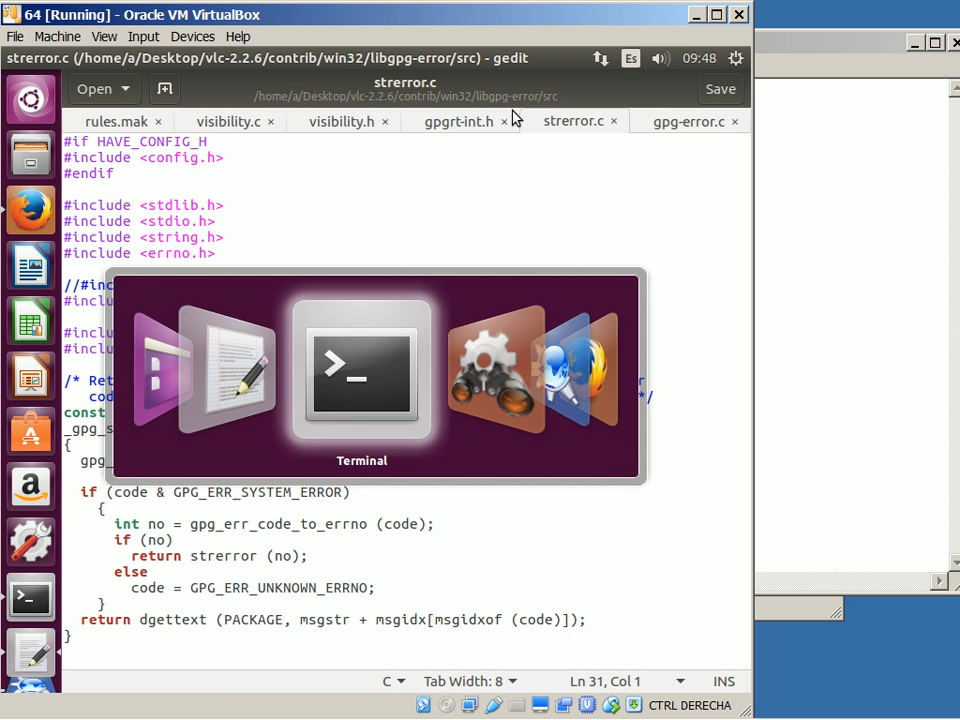 64 [Running] - Oracle VM VirtualBox
File Machine View Input Devices Help
strerror.c (/home/a/Desktop/vlc-2.2.6/contrib/win32/libgpg-error/src) - gedit
Es
09:48
Open
strerror.c
/home/a/Desktop/vlc-2.2.6/contrib/win32/libgpg-error/src
Save
rules.mak × visibility.c × visibility.h × gpgrt-int.h × strerror.c × gpg-error.c ×
#if HAVE_CONFIG_H
#include <config.h>
#endif
#include <stdlib.h>
#include <stdio.h>
#include <string.h>
#include <errno.h>
//#inc
#inclu
#inclu
#inclu
/* Ret
r
co
*/
const
_gpg_s
{
gpg_
Terminal
if (code & GPG_ERR_SYSTEM_ERROR)
{
int no = gpg_err_code_to_errno (code);
if (no)
return strerror (no);
else
code = GPG_ERR_UNKNOWN_ERRNO;
}
return dgettext (PACKAGE, msgstr + msgidx[msgidxof (code)]);
}
C Tab Width: 8 Ln 31, Col 1 INS
CTRL DERECHA